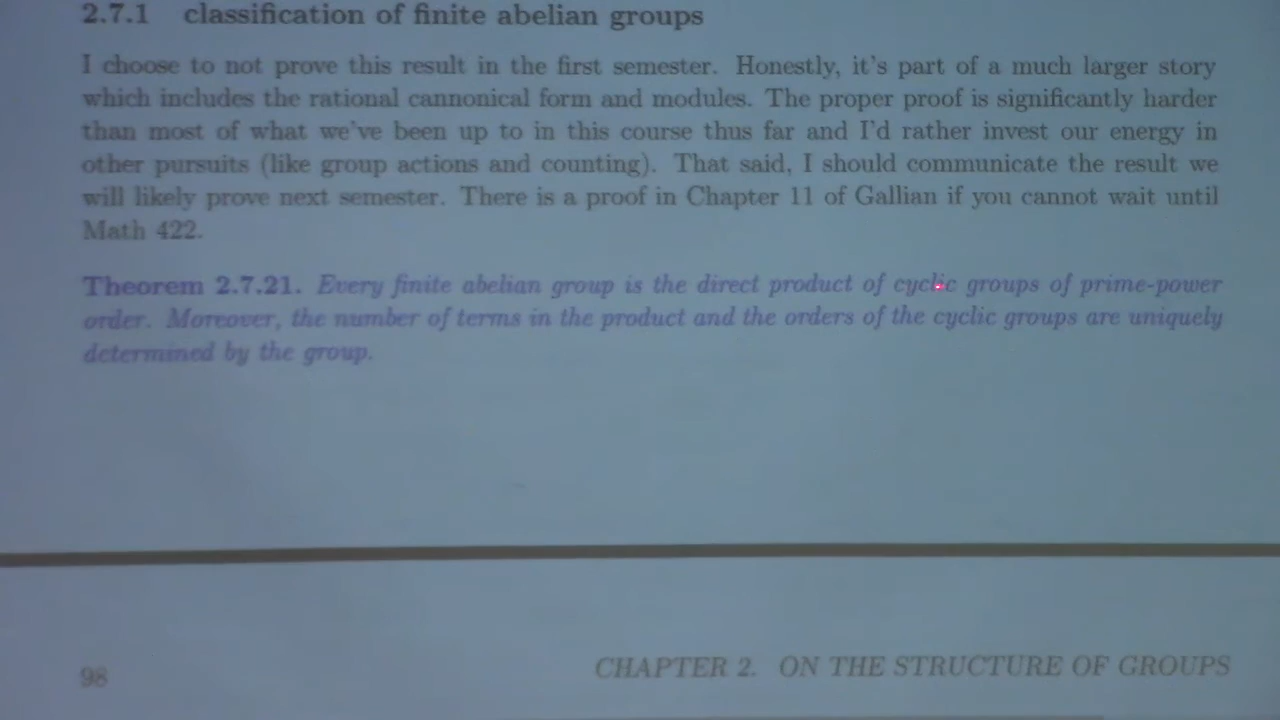 2.7.1 classification of finite abelian groups
I choose to not prove this result in the first semester. Honestly, it's part of a much larger story
which includes the rational cannonical form and modules. The proper proof is significantly harder
than most of what we've been up to in this course thus far and I'd rather invest our energy in
other pursuits (like group actions and counting). That said, I should communicate the result we
will likely prove next semester. There is a proof in Chapter 11 of Gallian if you cannot wait until
Math 422.
Theorem 2.7.21. Every finite abelian group is the direct product of cyclic groups of prime-power
order. Moreover, the number of terms in the product and the orders of the cyclic groups are uniquely
determined by the group.
98 CHAPTER 2. ON THE STRUCTURE OF GROUPS